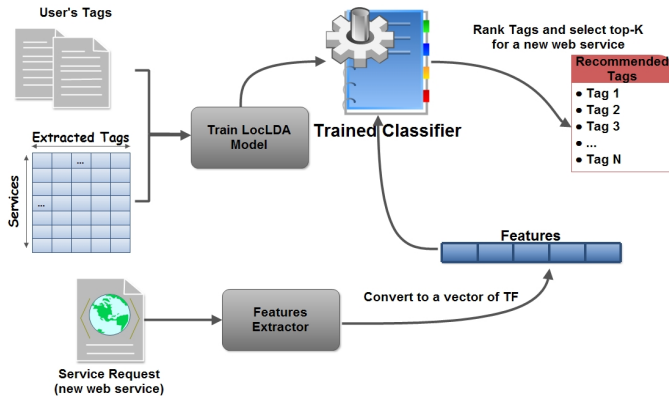 User's Tags
Extracted Tags
...
...
Services
Train LocLDA
Model
Trained Classifier
Rank Tags and select top-K
for a new web service
Recommended
Tags
● Tag 1
● Tag 2
● Tag 3
● ...
● Tag N
Features
Convert to a vector of TF
Features
Extractor
Service Request
(new web service)